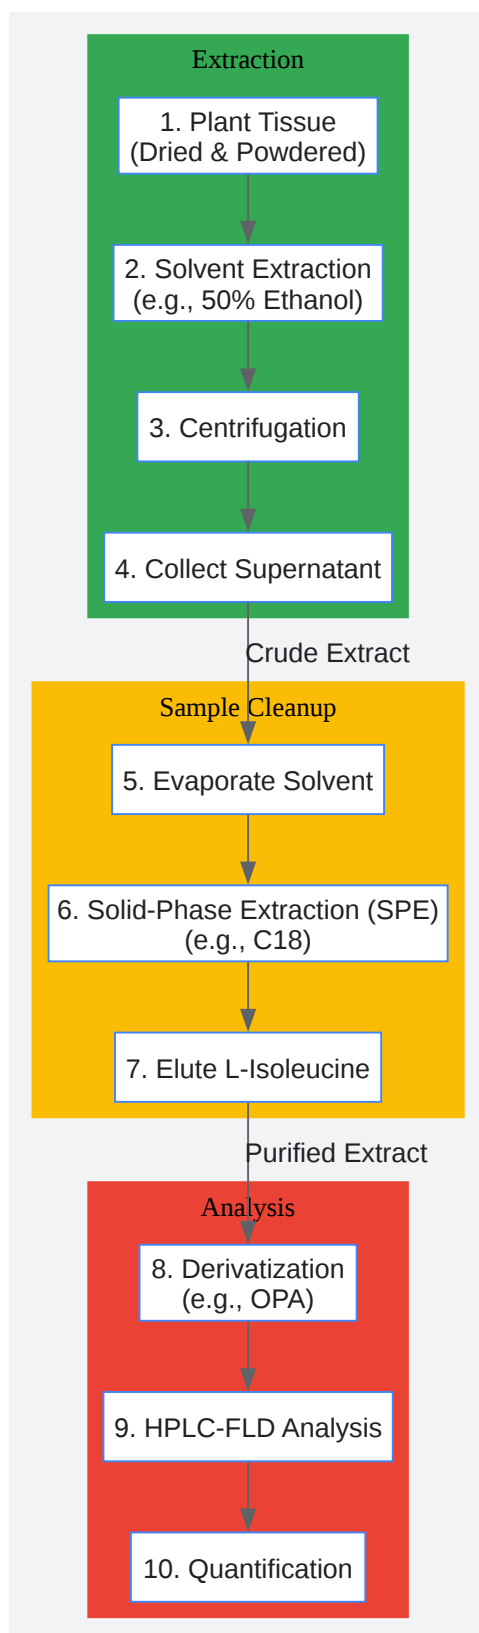 Extraction
1. Plant Tissue
(Dried & Powdered)
2. Solvent Extraction
(e.g., 50% Ethanol)
3. Centrifugation
4. Collect Supernatant
Crude Extract
Sample Cleanup
5. Evaporate Solvent
6. Solid-Phase Extraction (SPE)
(e.g., C18)
7. Elute L-Isoleucine
Purified Extract
Analysis
8. Derivatization
(e.g., OPA)
9. HPLC-FLD Analysis
10. Quantification